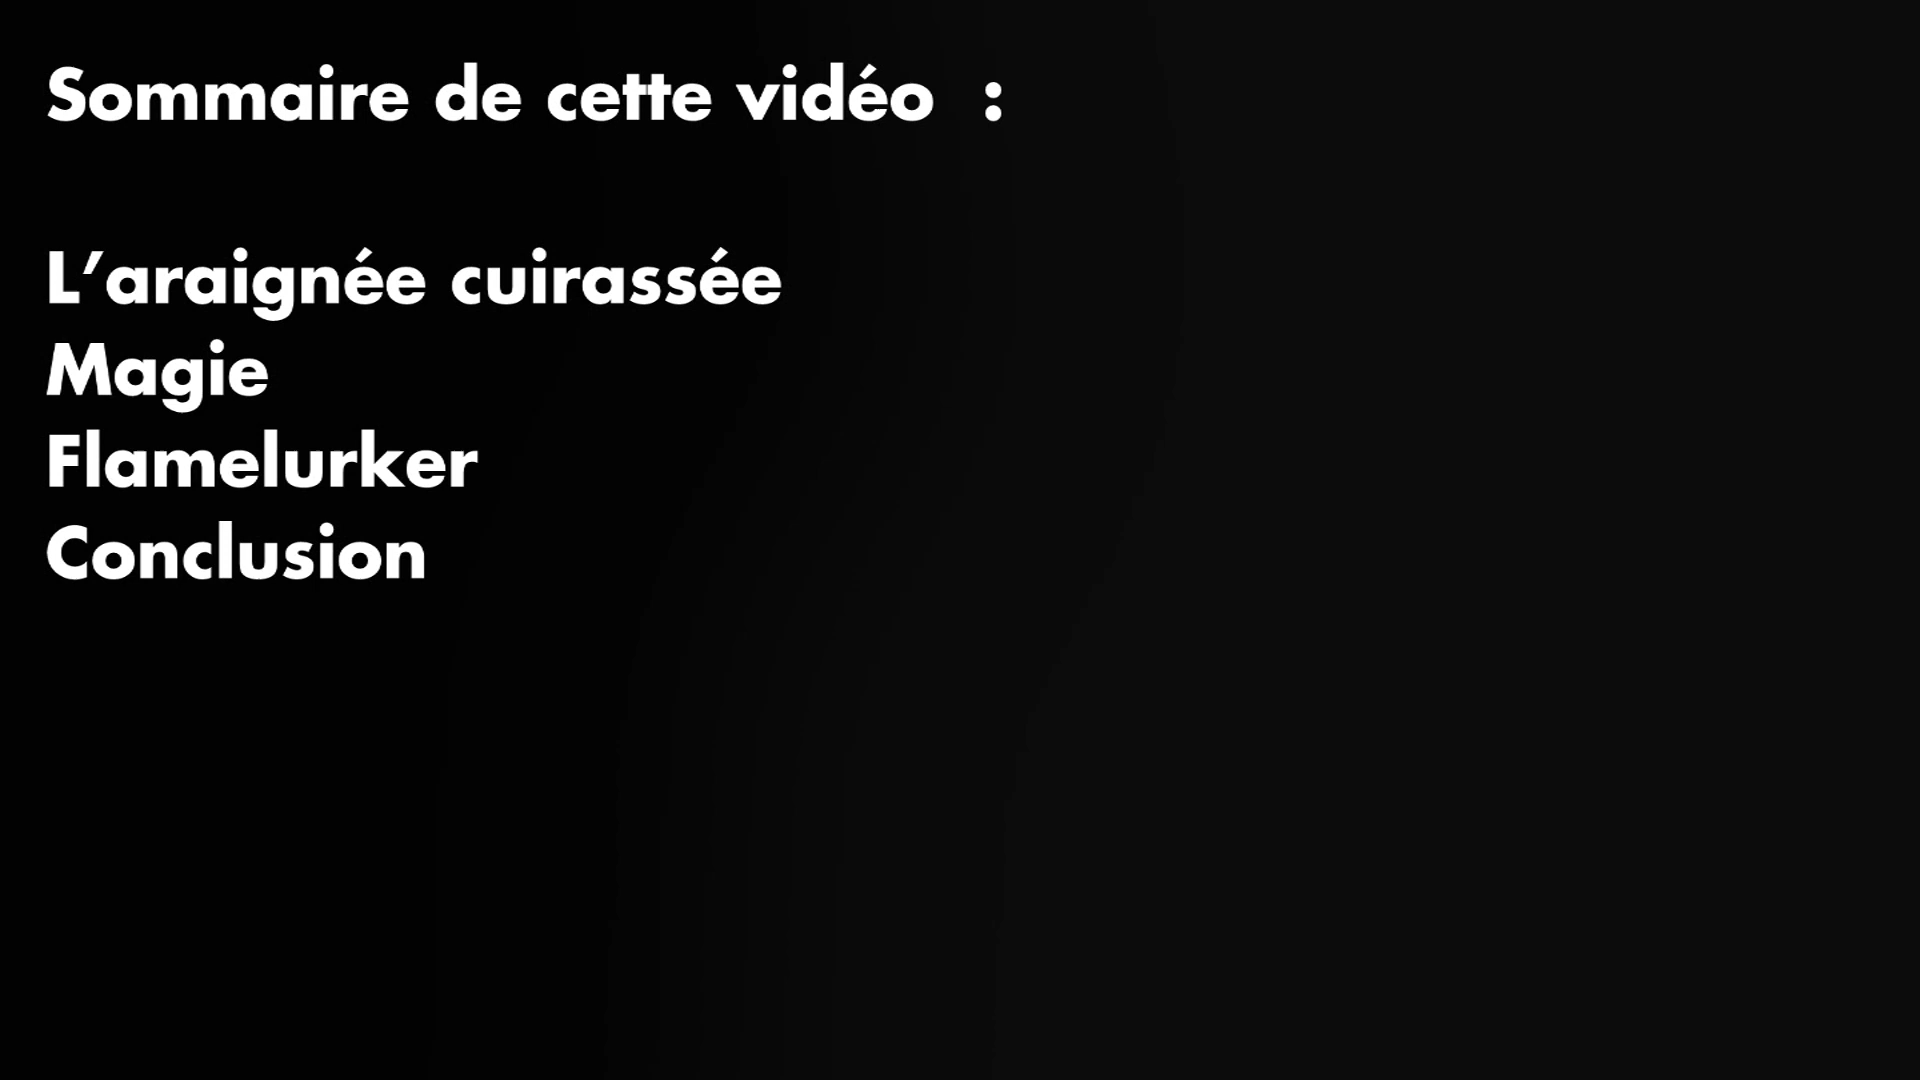 Sommaire de cette vidéo  :
L’araignée cuirassée
Magie
Flamelurker
Conclusion